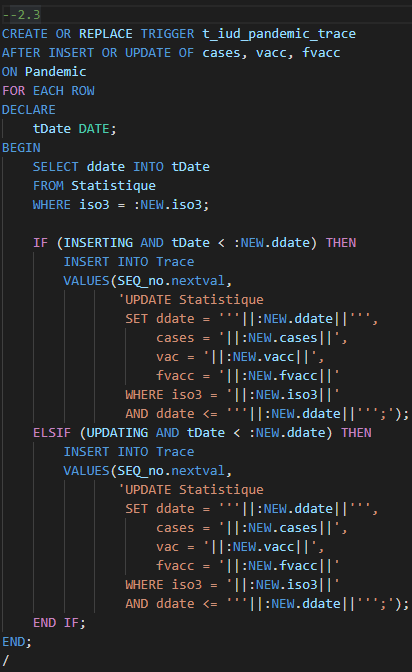 --2.3
CREATE OR REPLACE TRIGGER t_iud_pandemic_trace
AFTER INSERT OR UPDATE OF cases, vacc, fvacc
ON Pandemic
FOR EACH ROW
DECLARE
    tDate DATE;
BEGIN
    SELECT ddate INTO tDate
    FROM Statistique
    WHERE iso3 = :NEW.iso3;

    IF (INSERTING AND tDate < :NEW.ddate) THEN
        INSERT INTO Trace
        VALUES(SEQ_no.nextval,
               'UPDATE Statistique
                SET ddate = '''||:NEW.ddate||''',
                    cases = '||:NEW.cases||',
                    vac = '||:NEW.vacc||',
                    fvacc = '||:NEW.fvacc||'
                WHERE iso3 = '||:NEW.iso3||'
                AND ddate <= '''||:NEW.ddate||''';');
    ELSIF (UPDATING AND tDate < :NEW.ddate) THEN
        INSERT INTO Trace
        VALUES(SEQ_no.nextval,
               'UPDATE Statistique
                SET ddate = '''||:NEW.ddate||''',
                    cases = '||:NEW.cases||',
                    vac = '||:NEW.vacc||',
                    fvacc = '||:NEW.fvacc||'
                WHERE iso3 = '||:NEW.iso3||'
                AND ddate <= '''||:NEW.ddate||''';');
    END IF;
END;
/